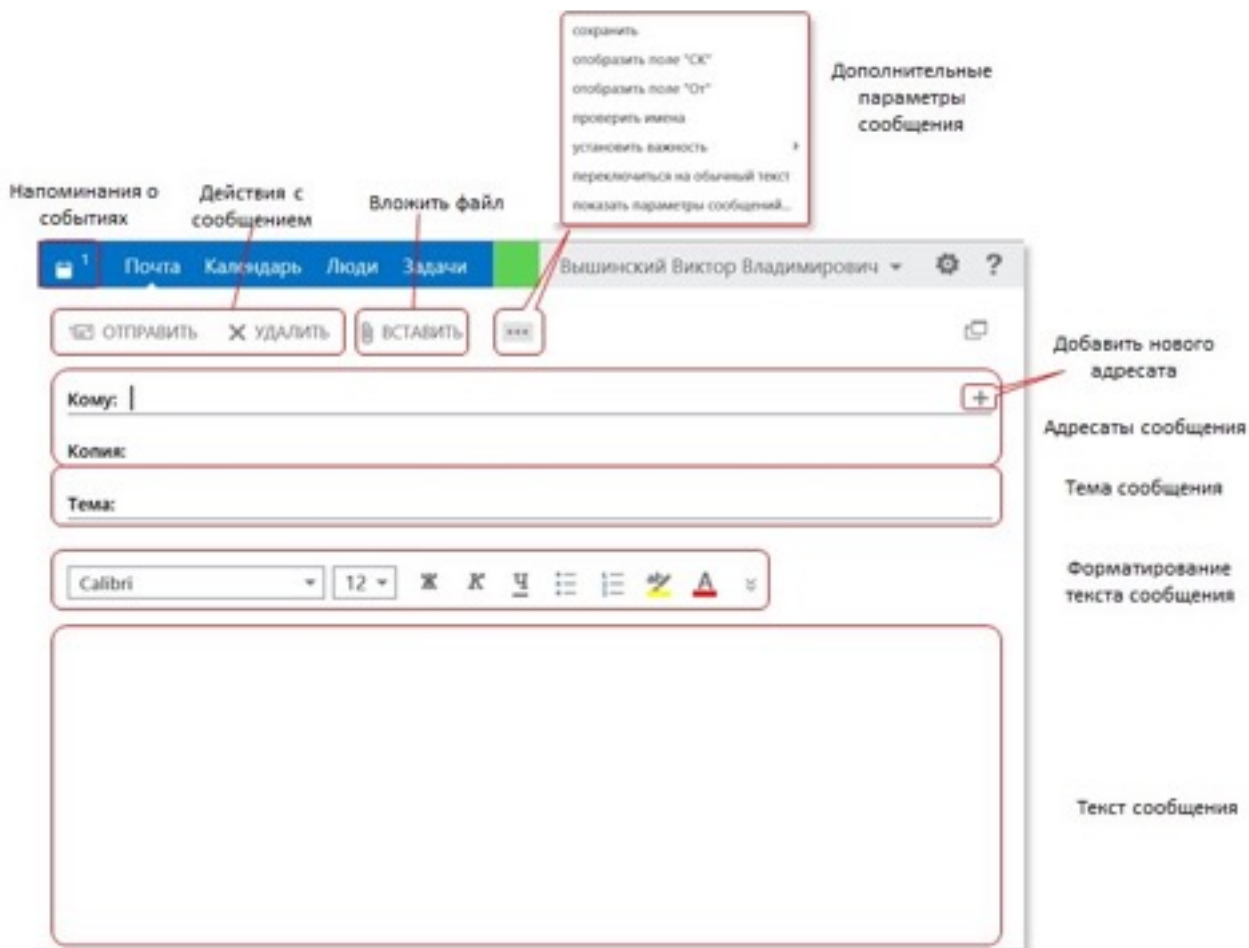 сохранить
отобразить поле "СК"
отобразить поле "От"
проверить имена
установить важность
переключиться на обычный текст
показать параметры сообщений...
Дополнительные
параметры
сообщения
Напоминания о
событиях
Действия с
сообщением
Вложить файл
1 Почта Календарь Люди Задачи Вышинский Виктор Владимирович ?
ОТПРАВИТЬ УДАЛИТЬ ВСТАВИТЬ
Добавить нового
адресата
Кому:
Адресаты сообщения
Копия:
Тема сообщения
Тема:
Форматирование
текста сообщения
Calibri 12 Ж К Ч aby A
Текст сообщения